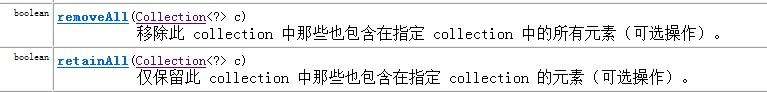 boolean removeAll(Collection<?> c)
移除此 collection 中那些也包含在指定 collection 中的所有元素（可选操作）。
boolean retainAll(Collection<?> c)
仅保留此 collection 中那些也包含在指定 collection 的元素（可选操作）。